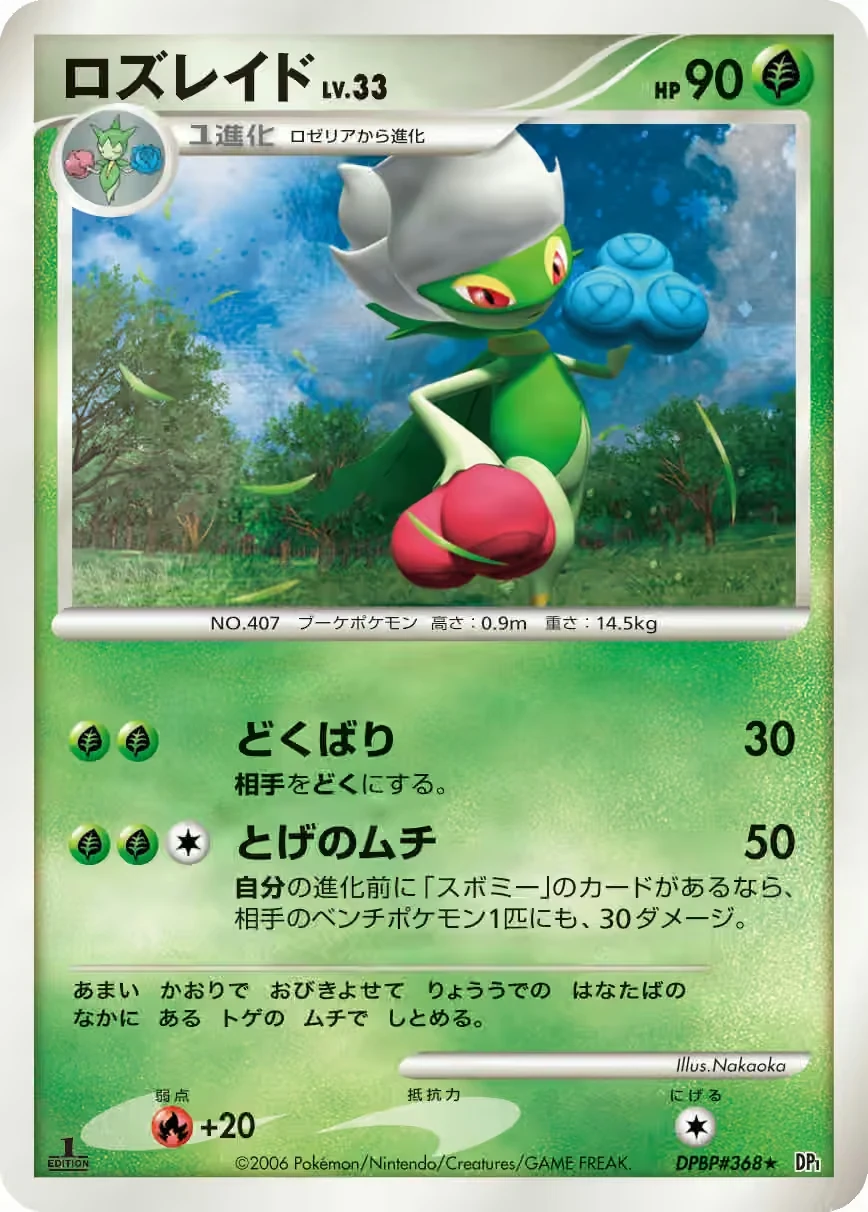 ロズレイド LV.33 HP 90
1進化 ロゼリアから進化
NO.407 ブーケポケモン 高さ：0.9m 重さ：14.5kg
どくばり 30
相手をどくにする。
とげのムチ 50
自分の進化前に「スボミー」のカードがあるなら、
相手のベンチポケモン1匹にも、30ダメージ。
あまい かおりで おびきよせて りょううでの はなたばの
なかに ある トゲの ムチで しとめる。
Illus.Nakaoka
弱点 抵抗力 にげる
+20
1 EDITION
©2006 Pokémon/Nintendo/Creatures/GAME FREAK. DPBP#368★ DP1